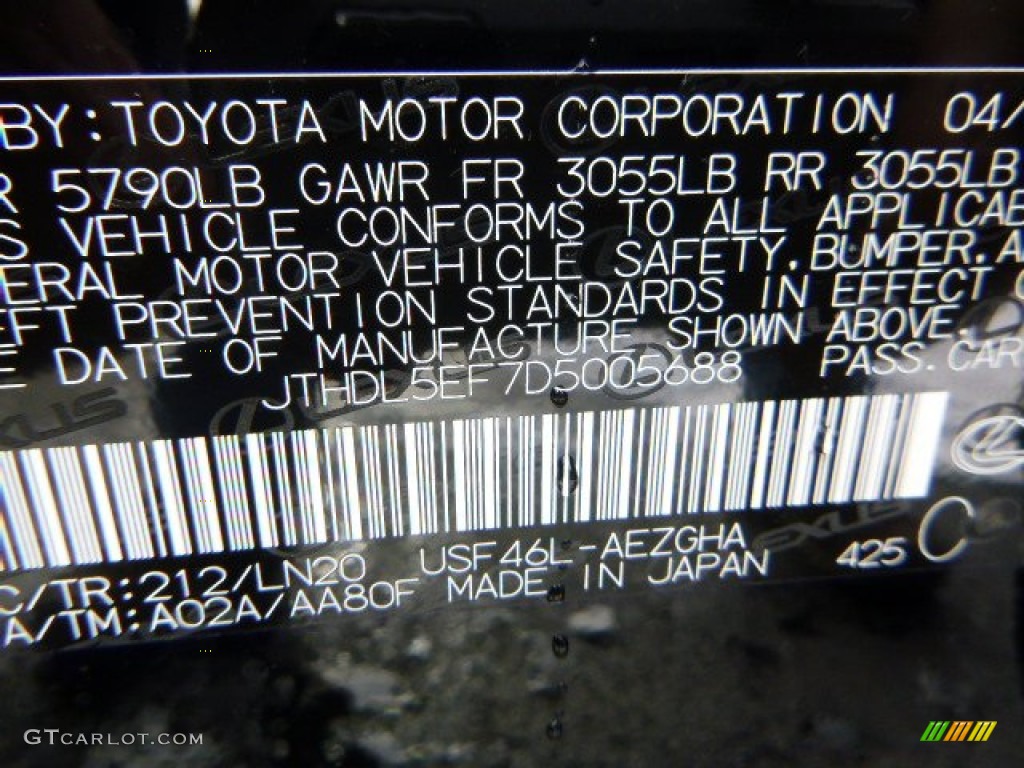 BY: TOYOTA MOTOR CORPORATION 04/
R 5790LB GAWR FR 3055LB RR 3055LB
S VEHICLE CONFORMS TO ALL APPLICAB
ERAL MOTOR VEHICLE SAFETY, BUMPER, A
EFT PREVENTION STANDARDS IN EFFECT O
E DATE OF MANUFACTURE SHOWN ABOVE.
JTHDL5EF7D5005688 PASS. CAR
C/TR:212/LN20 USF46L-AEZGHA 425 C
A/TM:A02A/AA80F MADE IN JAPAN
LEXUS
GTCARLOT.COM